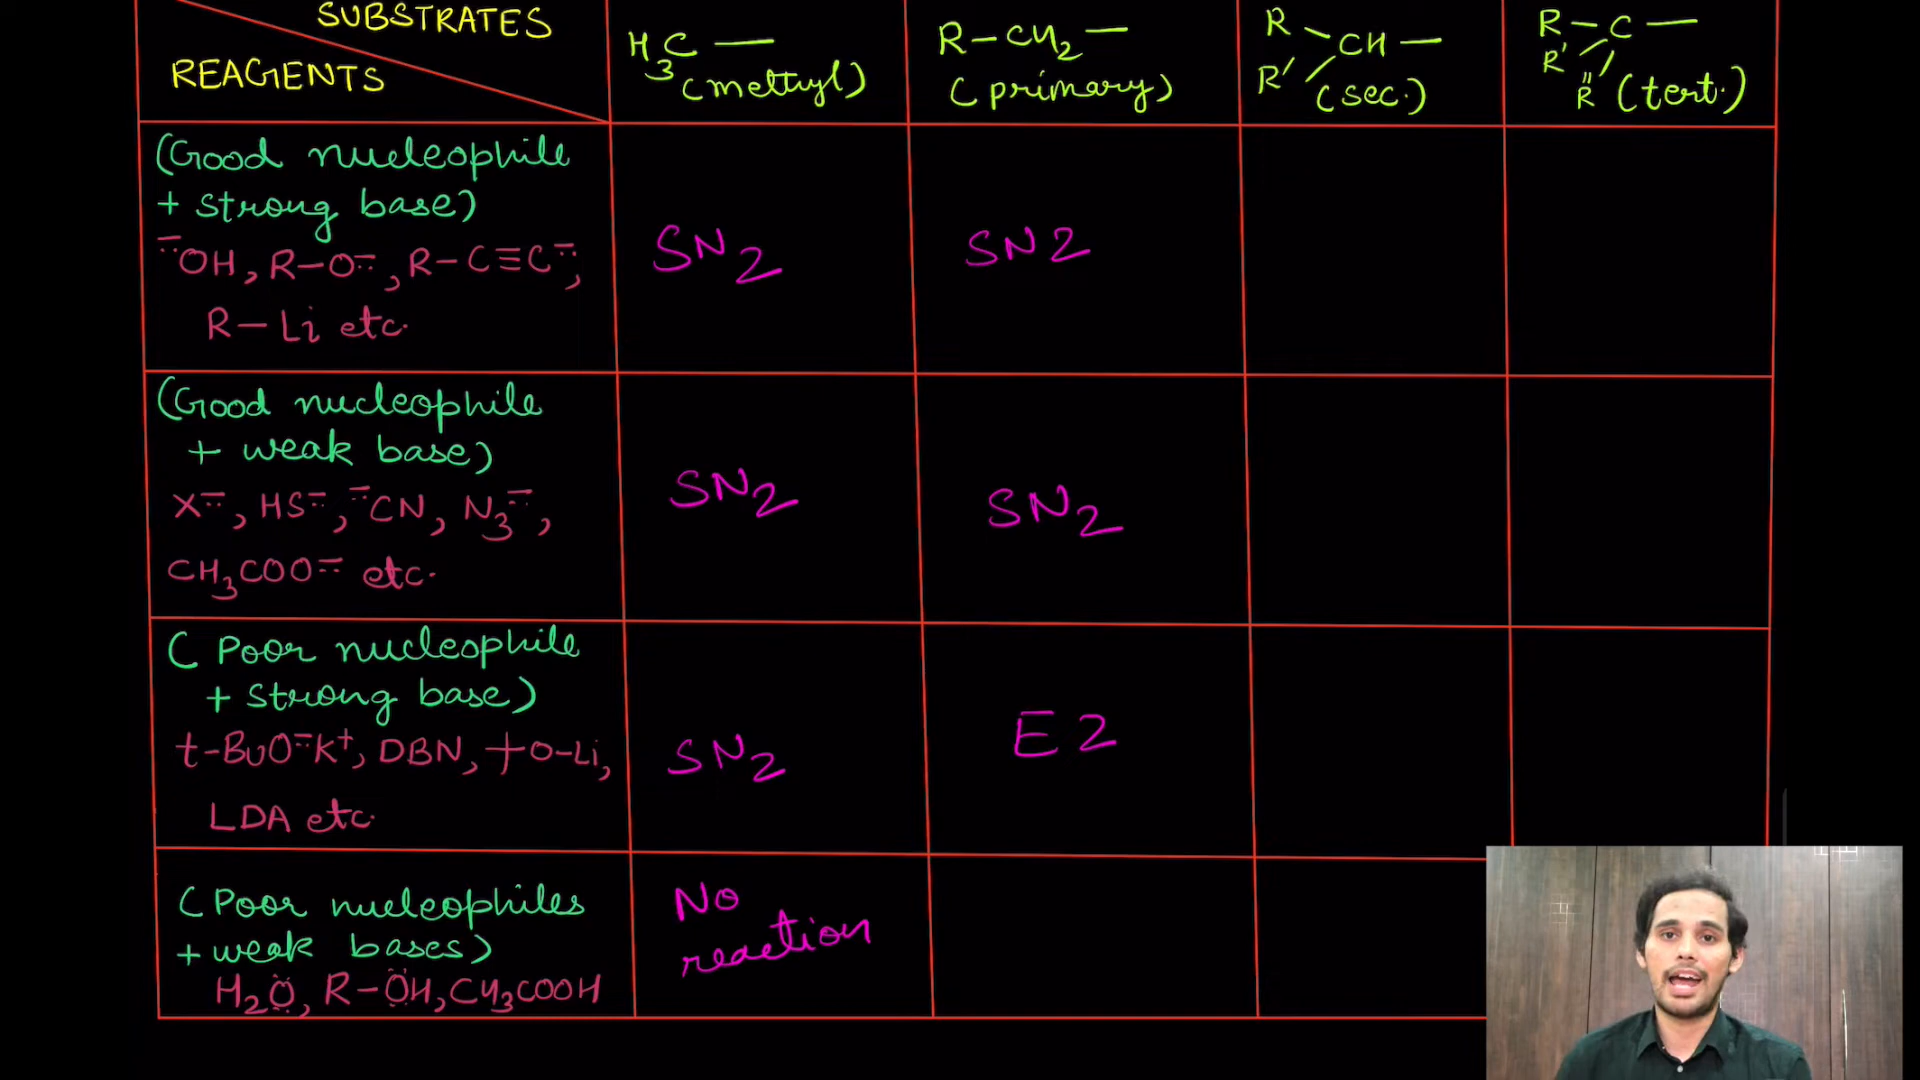 SUBSTRATES
REAGENTS
H₃C —
(methyl)
R—CH₂—
(primary)
R
CH —
R′
(sec.)
R — C —
R′
R″ (tert.)
(Good nucleophile
+ strong base)
⁻:OH, R—O:⁻, R—C≡C:⁻,
R—Li etc.
SN2
SN2
(Good nucleophile
+ weak base)
X:⁻, HS:⁻, ⁻:CN, N₃:⁻,
CH₃COO:⁻ etc.
SN2
SN2
( Poor nucleophile
+ strong base)
t-BuO:⁻K⁺, DBN, O-Li,
LDA etc.
SN2
E2
( Poor nucleophiles
+ weak bases)
H₂Ö:, R-ÖH, CH₃COOH
No
reaction